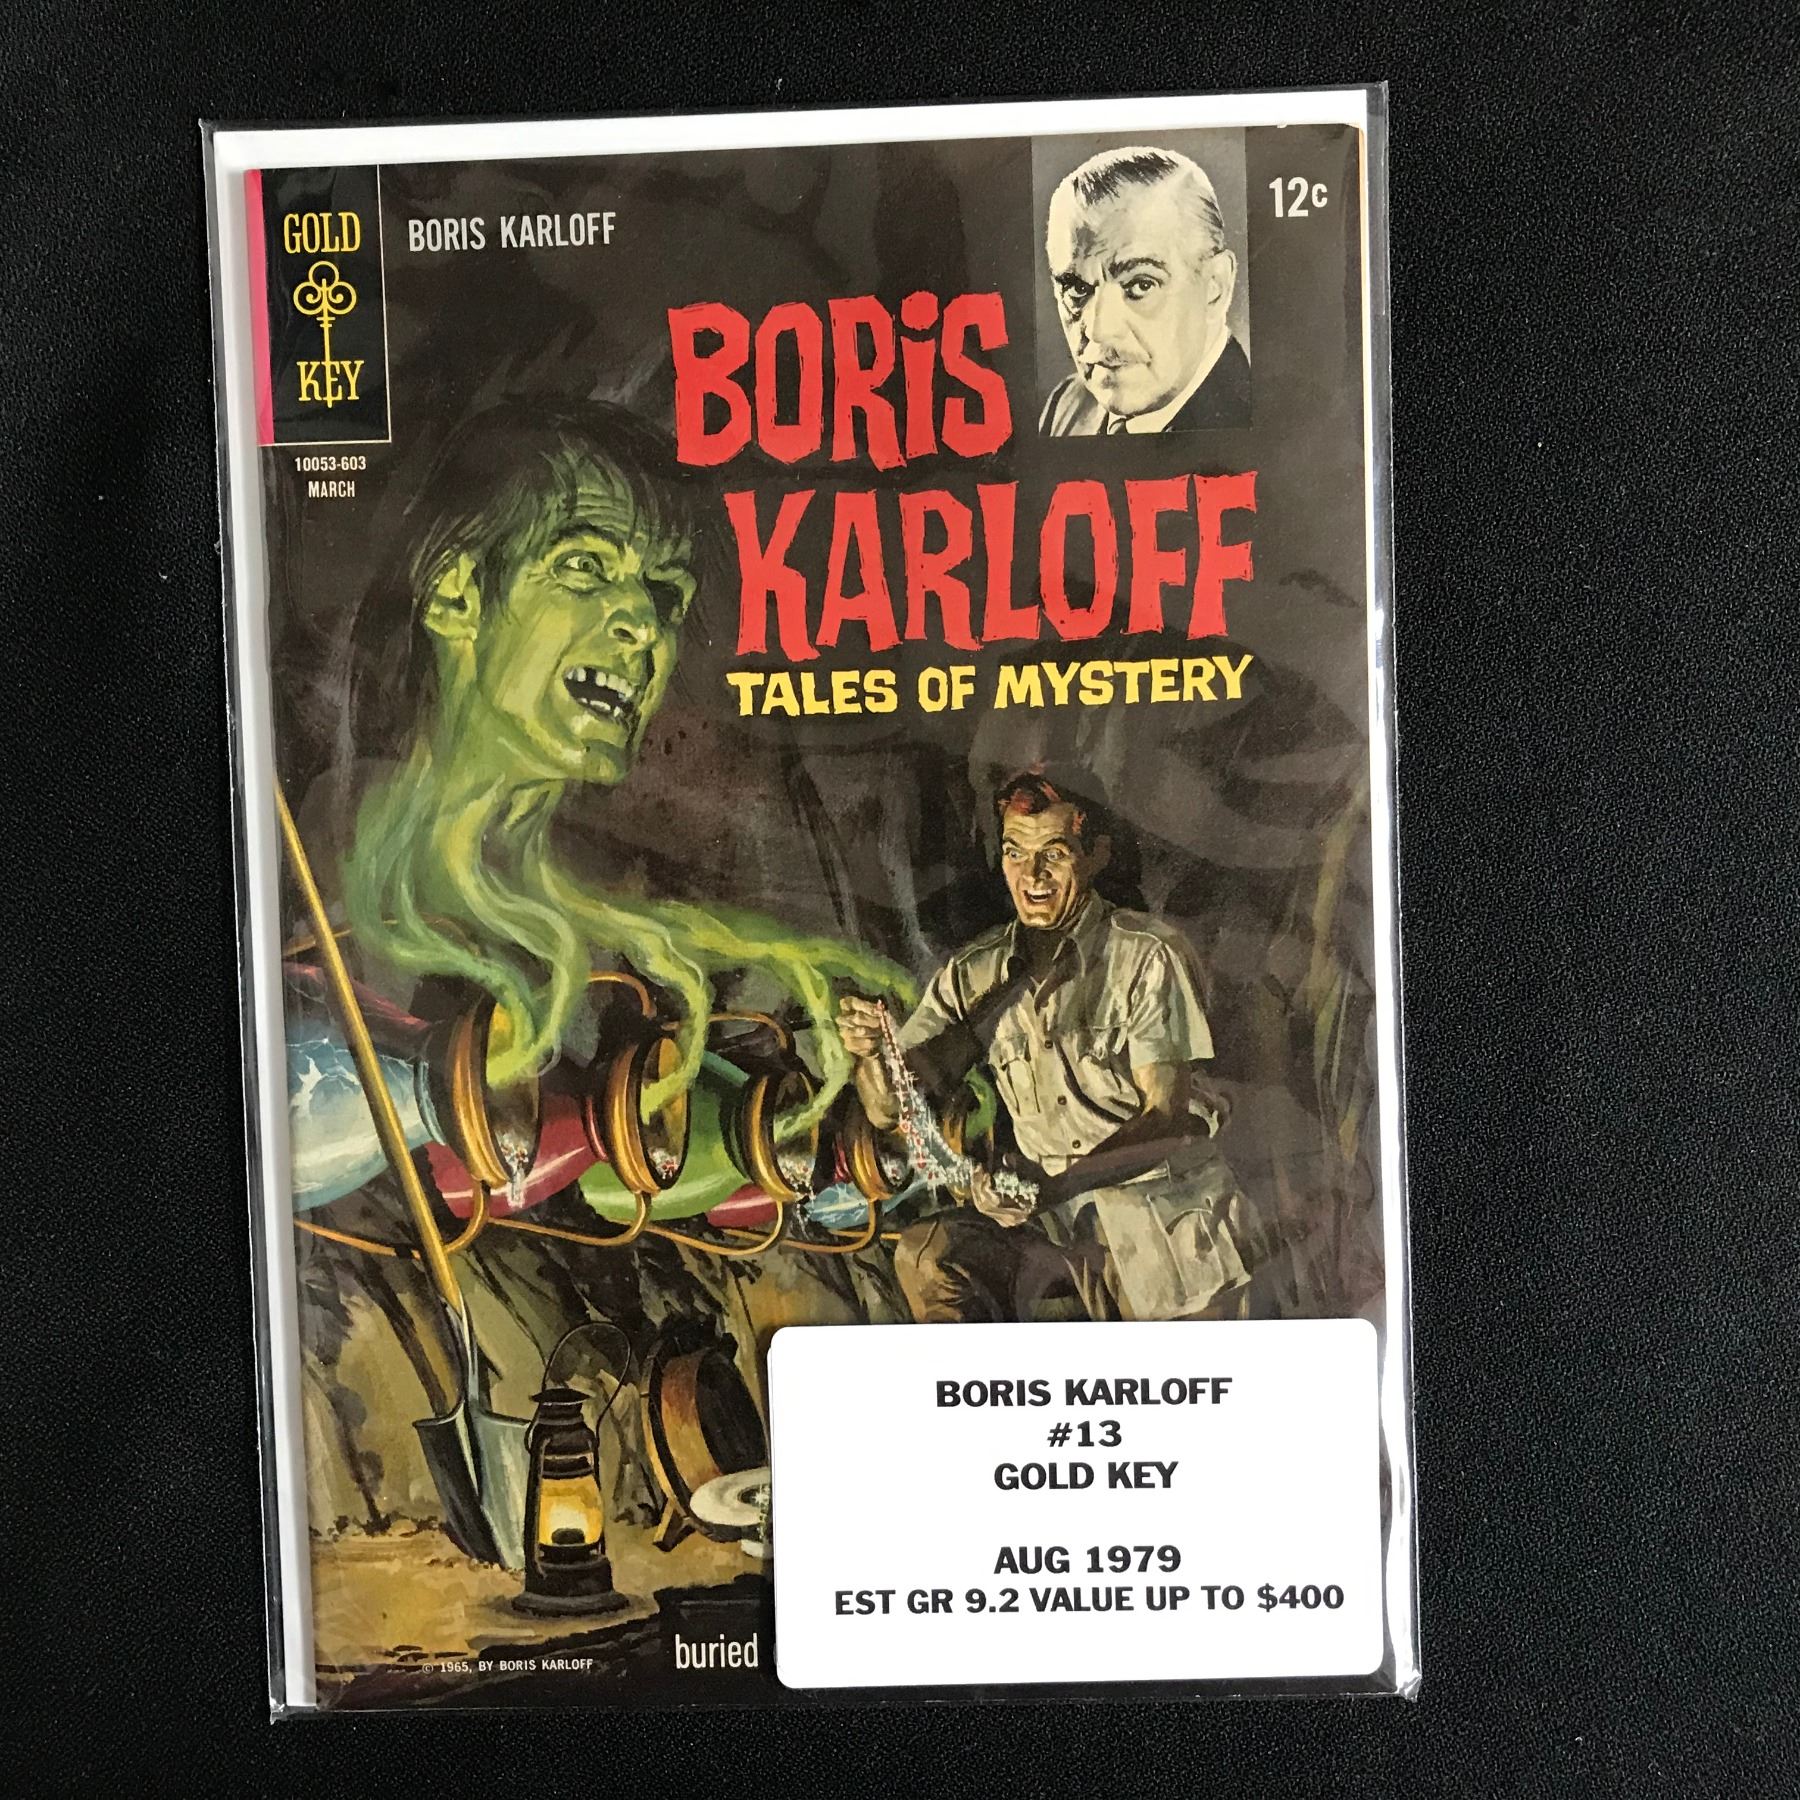 GOLD
KEY
BORIS KARLOFF
12c
10053-603
MARCH
BORIS
KARLOFF
TALES OF MYSTERY
BORIS KARLOFF
#13
GOLD KEY
AUG 1979
EST GR 9.2 VALUE UP TO $400
buried
© 1965, BY BORIS KARLOFF